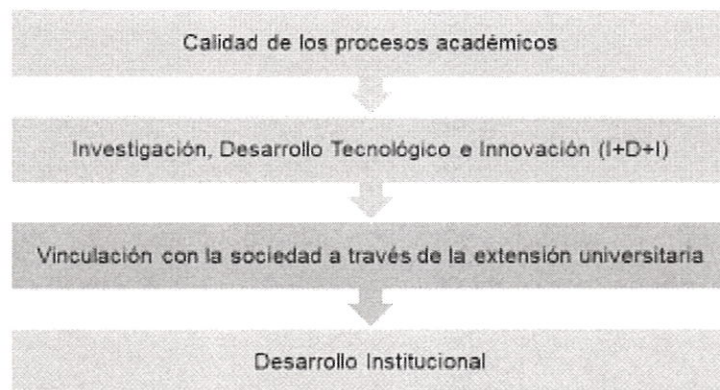 Calidad de los procesos académicos
Investigación, Desarrollo Tecnológico e Innovación (I+D+I)
Vinculación con la sociedad a través de la extensión universitaria
Desarrollo Institucional